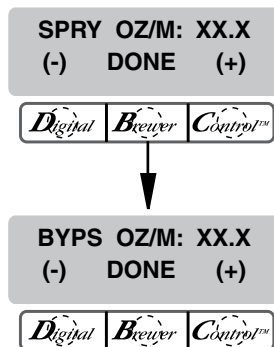 SPRY OZ/M: XX.X
(-) DONE (+)
Digital Brewer Control™
BYPS OZ/M: XX.X
(-) DONE (+)
Digital Brewer Control™